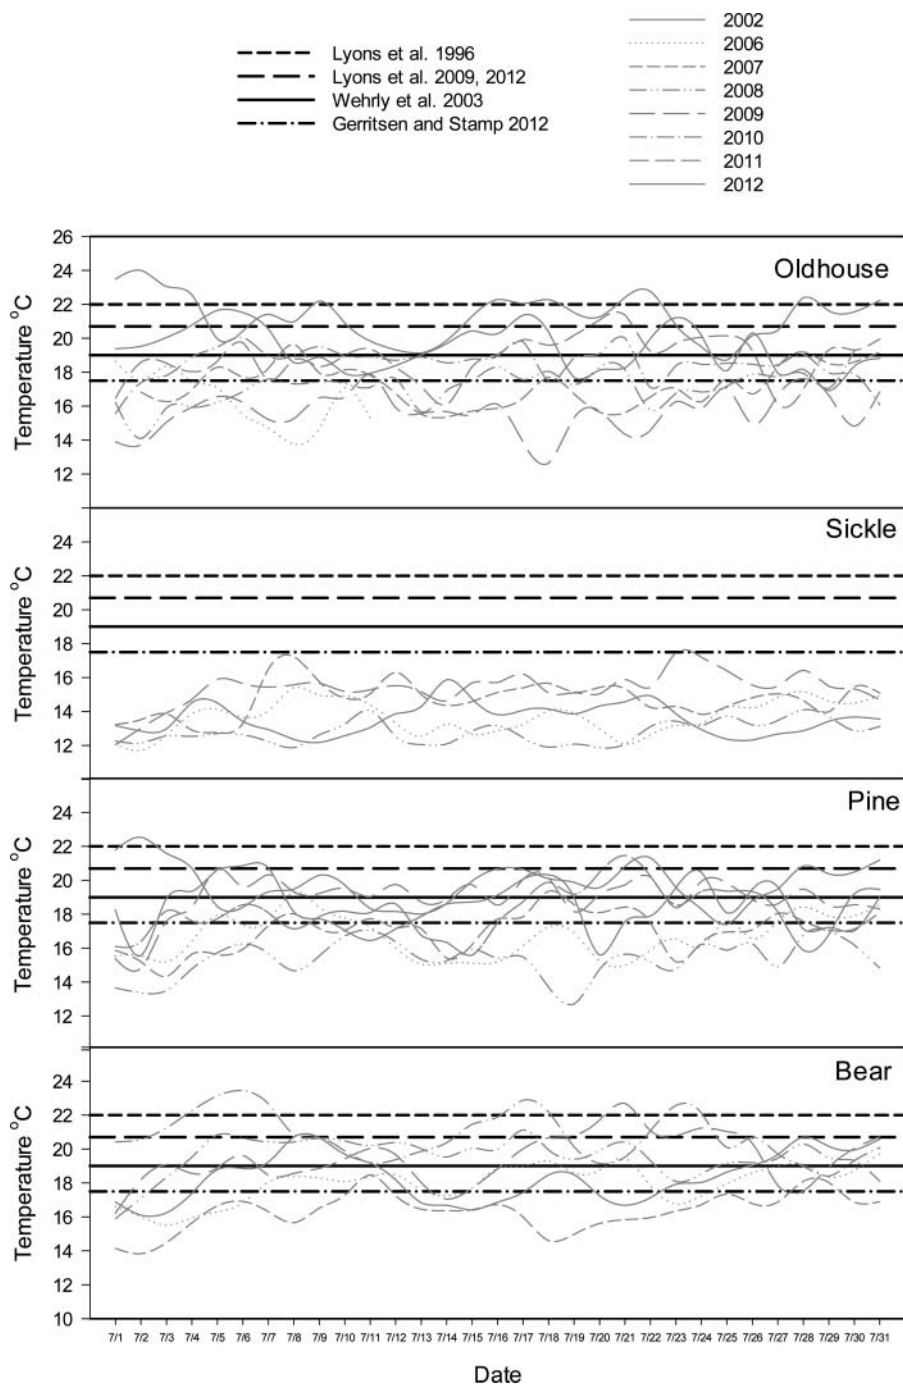 Lyons et al. 1996
Lyons et al. 2009, 2012
Wehrly et al. 2003
Gerritsen and Stamp 2012
2002
2006
2007
2008
2009
2010
2011
2012
Oldhouse
Temperature °C
26
24
22
20
18
16
14
12
Sickle
Temperature °C
24
22
20
18
16
14
12
Pine
Temperature °C
24
22
20
18
16
14
12
Bear
Temperature °C
24
22
20
18
16
14
12
10
7/1 7/2 7/3 7/4 7/5 7/6 7/7 7/8 7/9 7/10 7/11 7/12 7/13 7/14 7/15 7/16 7/17 7/18 7/19 7/20 7/21 7/22 7/23 7/24 7/25 7/26 7/27 7/28 7/29 7/30 7/31
Date